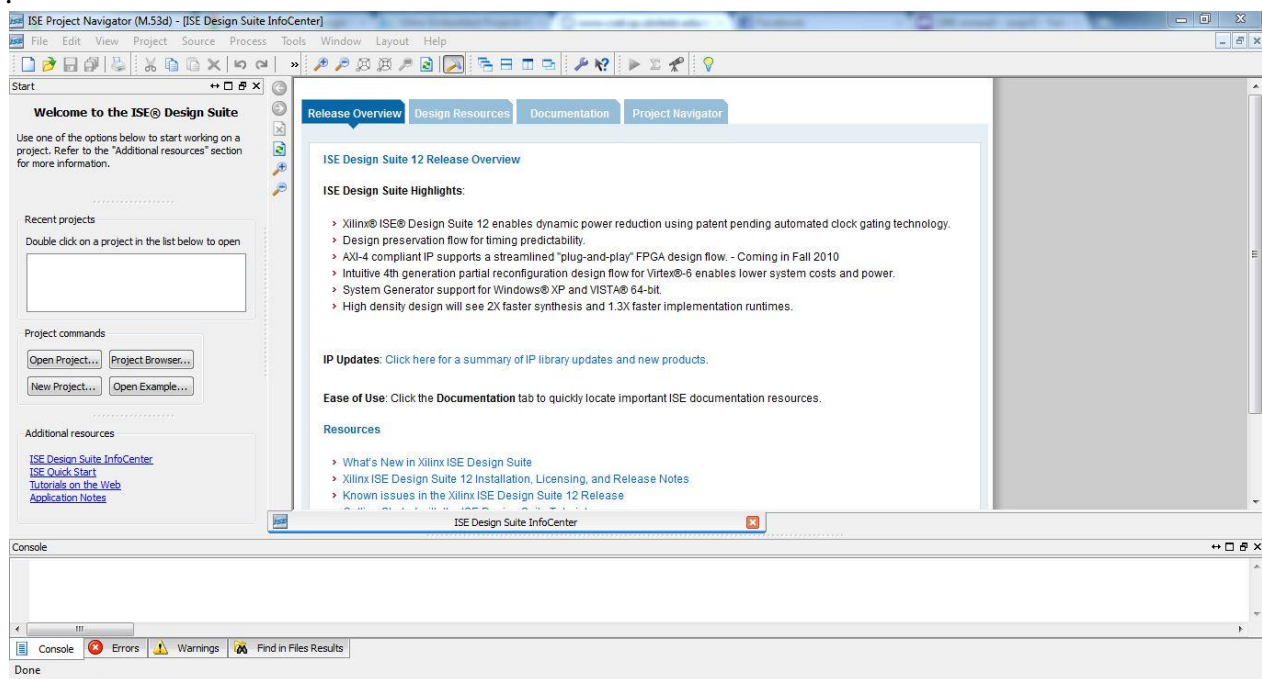 ISE Project Navigator (M.53d) - [ISE Design Suite InfoCenter]
File Edit View Project Source Process Tools Window Layout Help
Start
Welcome to the ISE® Design Suite
Use one of the options below to start working on a
project. Refer to the "Additional resources" section
for more information.
Recent projects
Double click on a project in the list below to open
Project commands
Open Project... Project Browser...
New Project... Open Example...
Additional resources
ISE Design Suite InfoCenter
ISE Quick Start
Tutorials on the Web
Application Notes
Release Overview Design Resources Documentation Project Navigator
ISE Design Suite 12 Release Overview
ISE Design Suite Highlights:
› Xilinx® ISE® Design Suite 12 enables dynamic power reduction using patent pending automated clock gating technology.
› Design preservation flow for timing predictability.
› AXI-4 compliant IP supports a streamlined "plug-and-play" FPGA design flow. - Coming in Fall 2010
› Intuitive 4th generation partial reconfiguration design flow for Virtex®-6 enables lower system costs and power.
› System Generator support for Windows® XP and VISTA® 64-bit.
› High density design will see 2X faster synthesis and 1.3X faster implementation runtimes.
IP Updates: Click here for a summary of IP library updates and new products.
Ease of Use: Click the Documentation tab to quickly locate important ISE documentation resources.
Resources
› What's New in Xilinx ISE Design Suite
› Xilinx ISE Design Suite 12 Installation, Licensing, and Release Notes
› Known issues in the Xilinx ISE Design Suite 12 Release
ISE Design Suite InfoCenter
Console
Console Errors Warnings Find in Files Results
Done